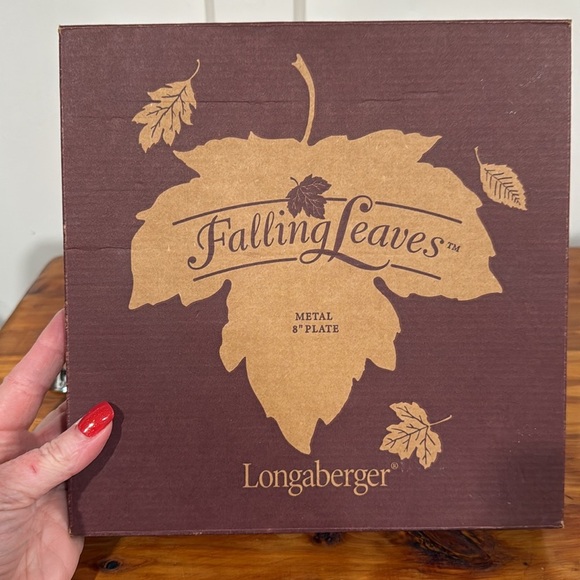 Falling Leaves™
METAL
8" PLATE
Longaberger®